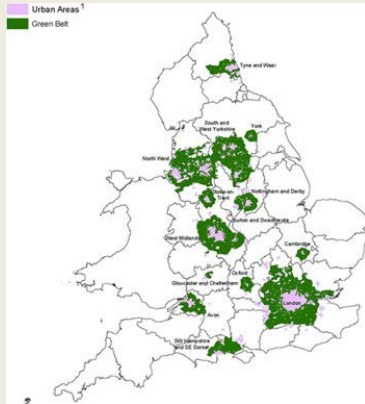 Urban Areas 1
Green Belt
Tyne and Wear
South and
West Yorkshire
York
North West
Stoke-on-
Trent
Nottingham and Derby
Burton and Swadlincote
West Midlands
Cambridge
Gloucester and Cheltenham
Oxford
London
Avon
SW Hampshire
and SE Dorset